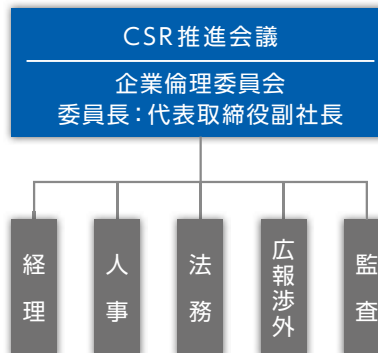 CSR推進会議
企業倫理委員会
委員長：代表取締役副社長
経理
人事
法務
広報渉外
監査